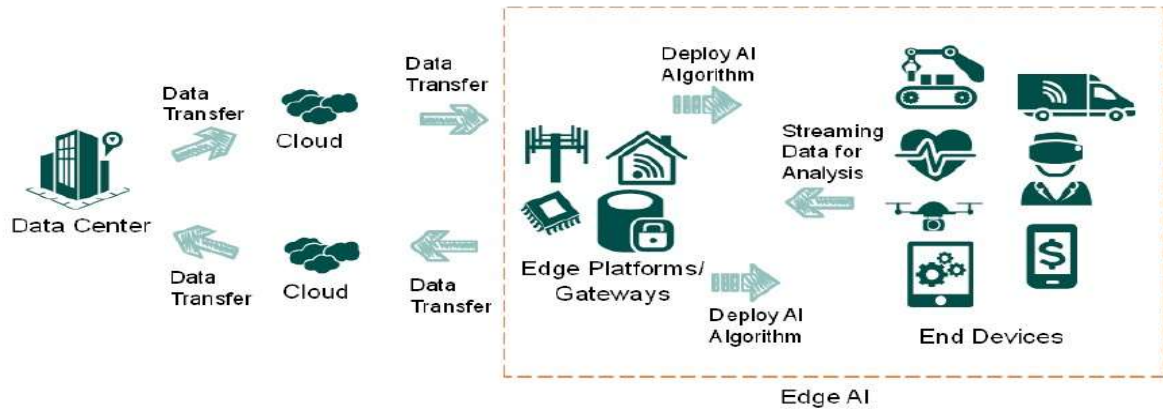 Data
Transfer
Cloud
Data
Transfer
Deploy AI
Algorithm
Streaming
Data for
Analysis
Data Center
Data
Transfer
Cloud
Data
Transfer
Edge Platforms/
Gateways
Deploy AI
Algorithm
$
End Devices
Edge AI